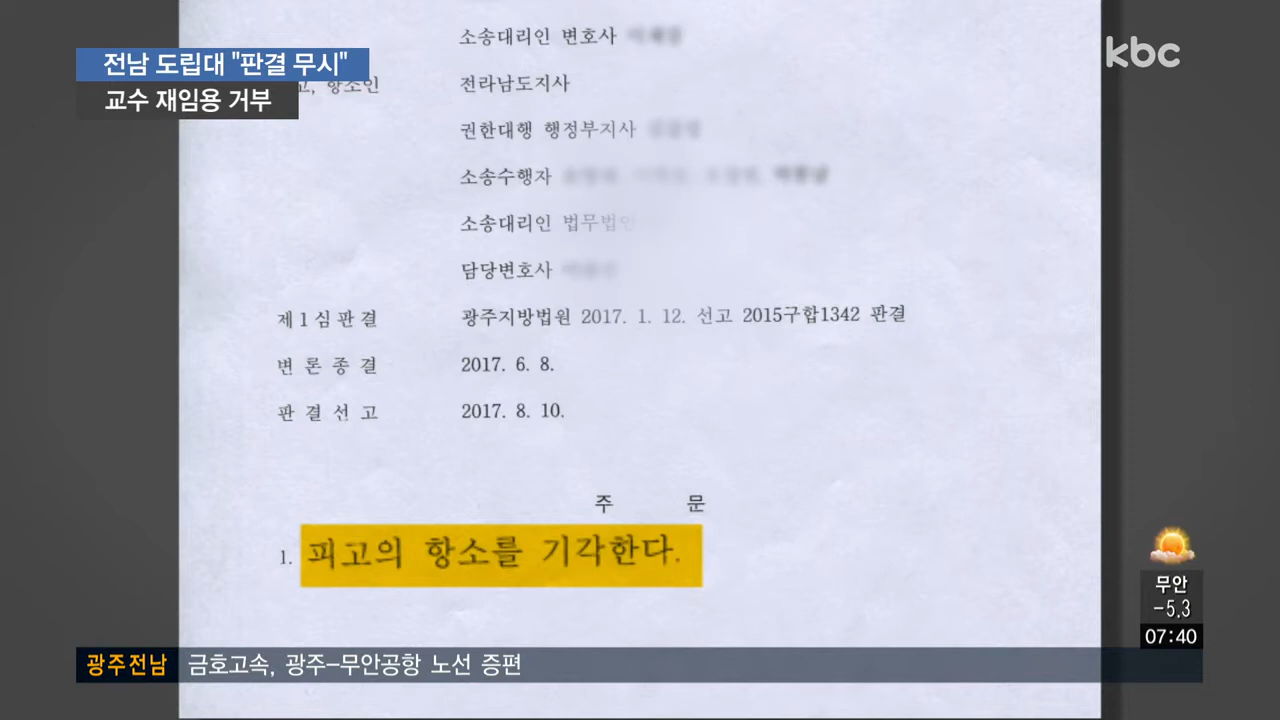 소송대리인 변호사
전남 도립대 "판결 무시"
kbc
고, 항소인 전라남도지사
교수 재임용 거부
권한대행 행정부지사
소송수행자
소송대리인 법무법인
담당변호사
제1심판결 광주지방법원 2017. 1. 12. 선고 2015구합1342 판결
변론종결 2017. 6. 8.
판결선고 2017. 8. 10.
주 문
1. 피고의 항소를 기각한다.
무안
-5.3
07:40
광주전남 금호고속, 광주-무안공항 노선 증편